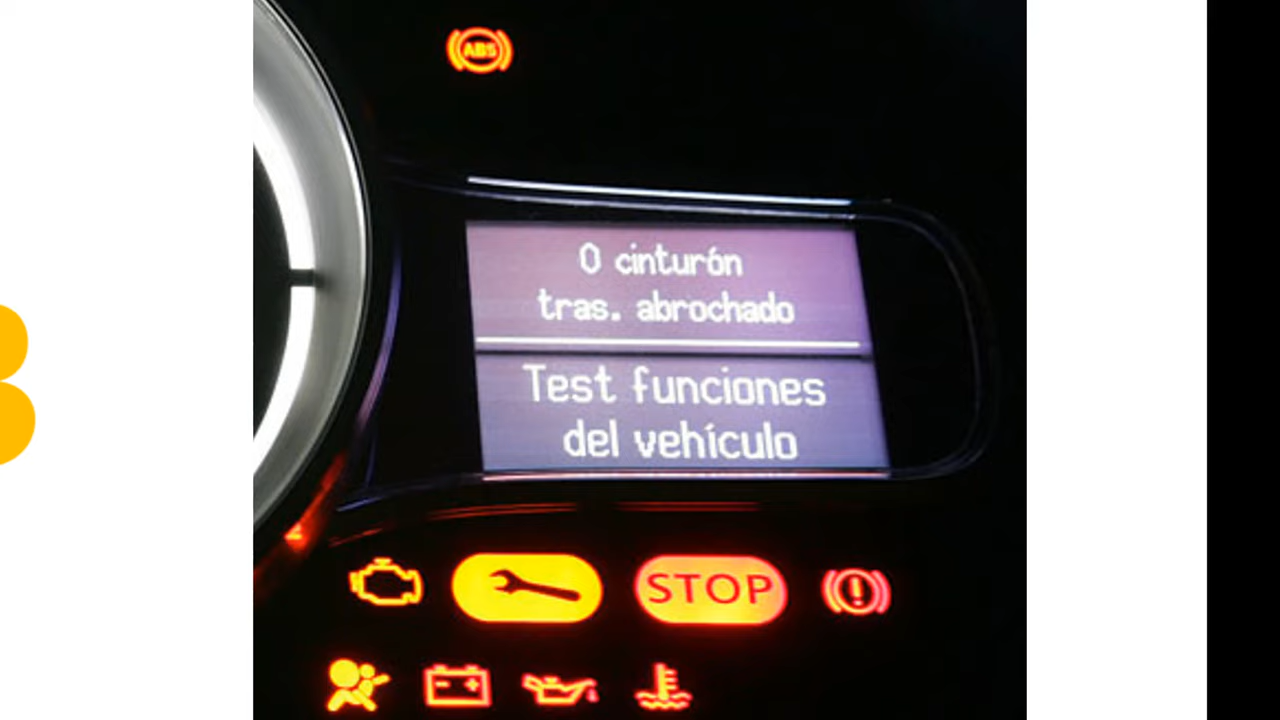 ABS
0 cinturón
tras. abrochado
Test funciones
del vehículo
STOP